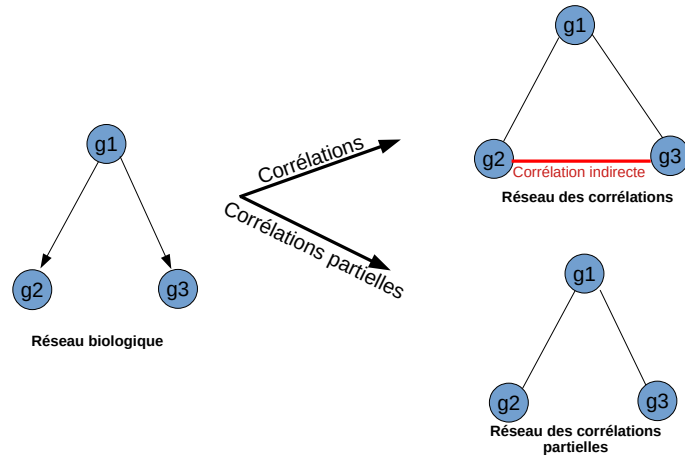 g1
g2
g3
Réseau biologique
Corrélations
Corrélations partielles
g1
g2
g3
Corrélation indirecte
Réseau des corrélations
g1
g2
g3
Réseau des corrélations
partielles